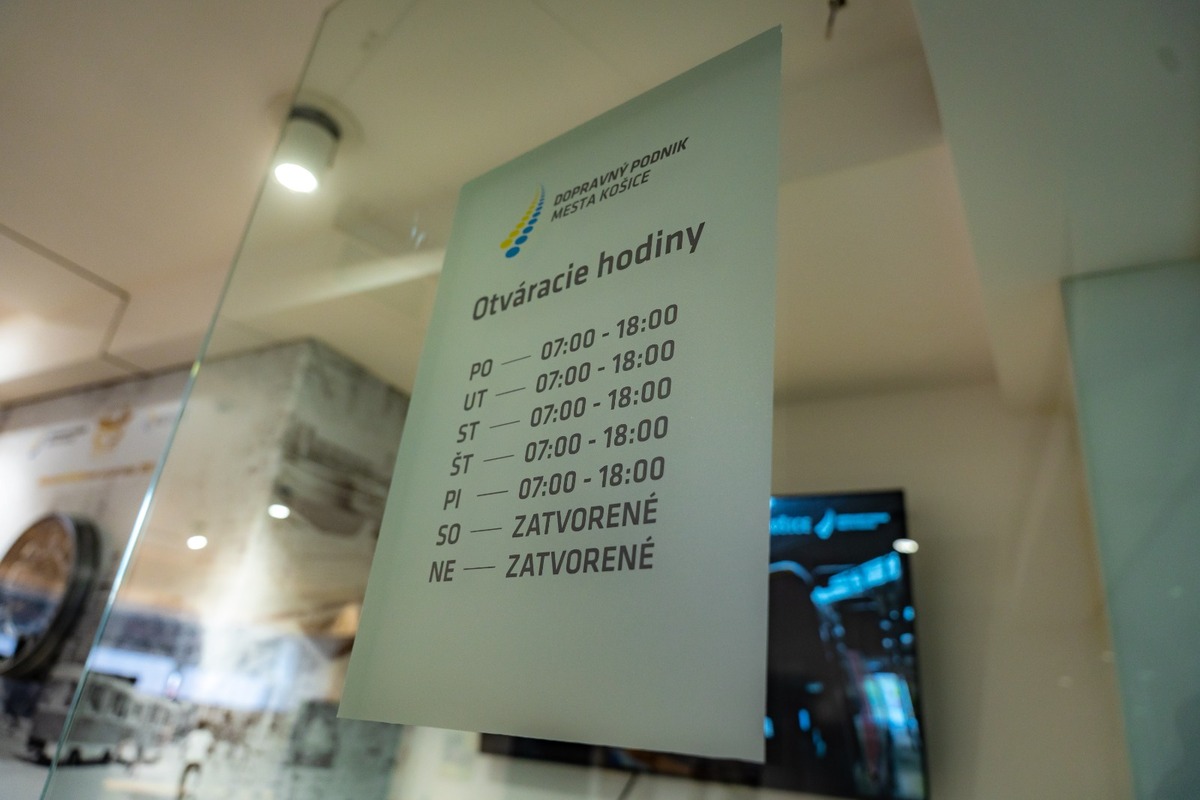 DOPRAVNÝ PODNIK
MESTA KOŠICE
Otváracie hodiny
PO — 07:00 - 18:00
UT — 07:00 - 18:00
ST — 07:00 - 18:00
ŠT — 07:00 - 18:00
PI — 07:00 - 18:00
SO — ZATVORENÉ
NE — ZATVORENÉ